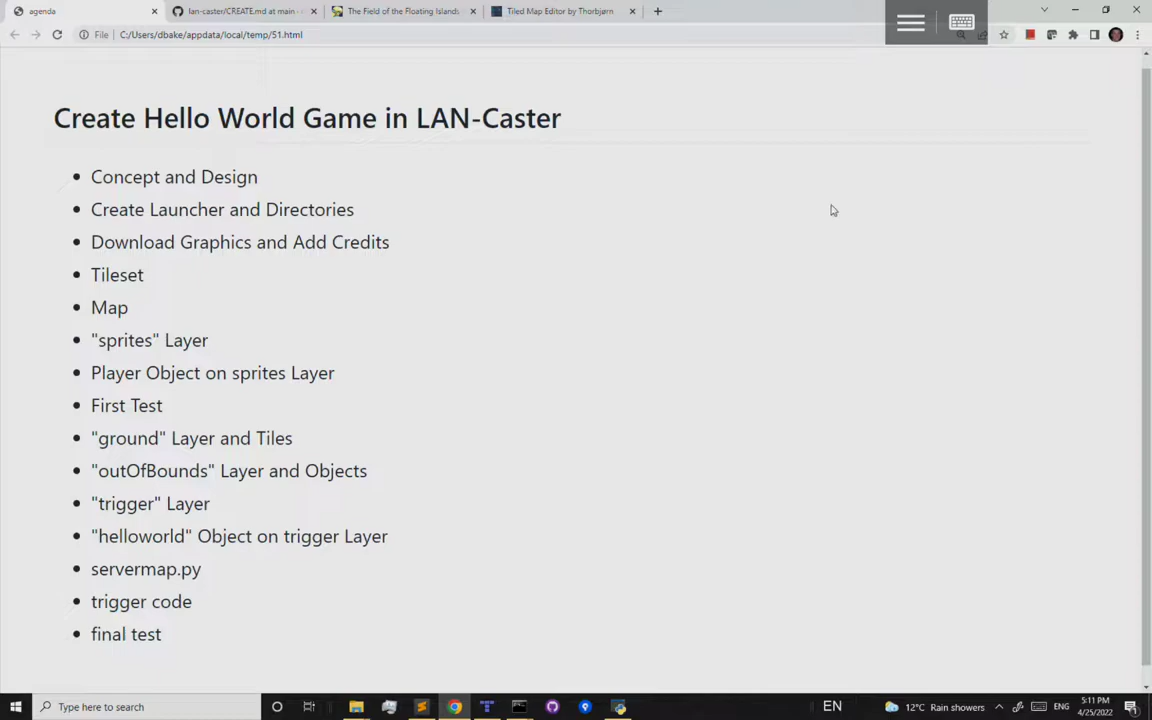 agenda
lan-caster/CREATE.md at main ·
The Field of the Floating Islands
Tiled Map Editor by Thorbjørn
File
C:/Users/dbake/appdata/local/temp/51.html
Create Hello World Game in LAN-Caster
Concept and Design
Create Launcher and Directories
Download Graphics and Add Credits
Tileset
Map
"sprites" Layer
Player Object on sprites Layer
First Test
"ground" Layer and Tiles
"outOfBounds" Layer and Objects
"trigger" Layer
"helloworld" Object on trigger Layer
servermap.py
trigger code
final test
Type here to search
EN
12°C Rain showers
ENG
5:11 PM
4/25/2022